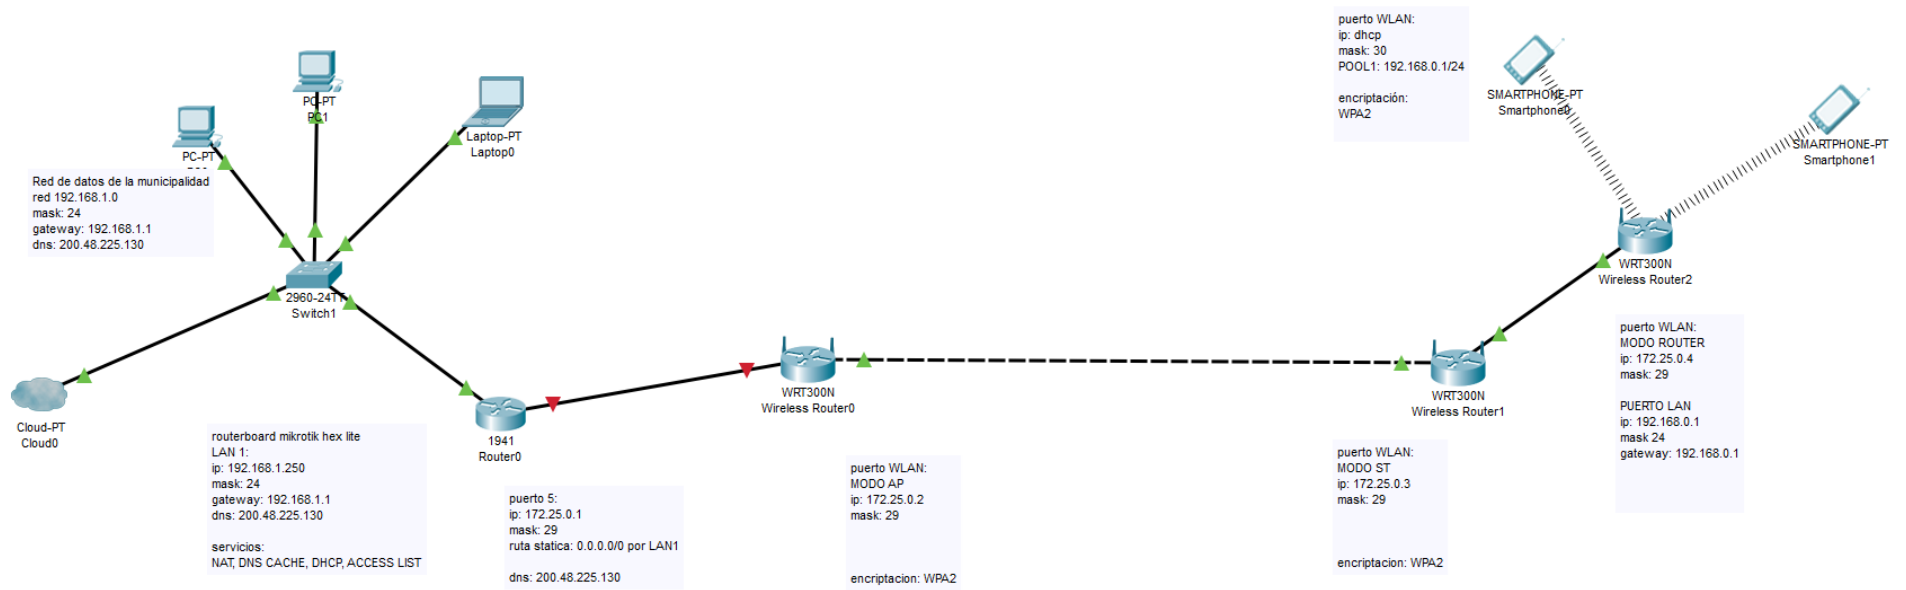 puerto WLAN:
ip: dhcp
mask: 30
POOL1: 192.168.0.1/24
encriptación:
WPA2
SMARTPHONE-PT
Smartphone0
SMARTPHONE-PT
Smartphone1
PC-PT
PC1
PC-PT
Laptop-PT
Laptop0
Red de datos de la municipalidad
red 192.168.1.0
mask: 24
gateway: 192.168.1.1
dns: 200.48.225.130
2960-24TT
Switch1
WRT300N
Wireless Router2
Cloud-PT
Cloud0
1941
Router0
WRT300N
Wireless Router0
WRT300N
Wireless Router1
puerto WLAN:
MODO ROUTER
ip: 172.25.0.4
mask: 29
PUERTO LAN
ip: 192.168.0.1
mask 24
gateway: 192.168.0.1
routerboard mikrotik hex lite
LAN 1:
ip: 192.168.1.250
mask: 24
gateway: 192.168.1.1
dns: 200.48.225.130
servicios:
NAT, DNS CACHE, DHCP, ACCESS LIST
puerto 5:
ip: 172.25.0.1
mask: 29
ruta statica: 0.0.0.0/0 por LAN1
dns: 200.48.225.130
puerto WLAN:
MODO AP
ip: 172.25.0.2
mask: 29
encriptacion: WPA2
puerto WLAN:
MODO ST
ip: 172.25.0.3
mask: 29
encriptacion: WPA2